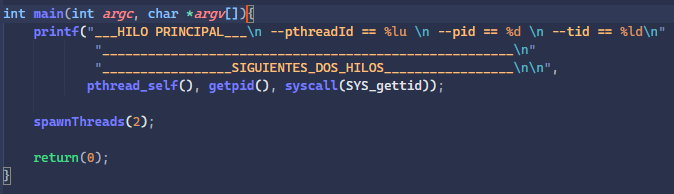 int main(int argc, char *argv[]){
    printf("___HILO PRINCIPAL___\n --pthreadId == %lu \n --pid == %d \n --tid == %ld\n"
            "___________________________________________________\n"
            "________________SIGUIENTES_DOS_HILOS________________\n\n",
           pthread_self(), getpid(), syscall(SYS_gettid));

    spawnThreads(2);

    return(0);
}